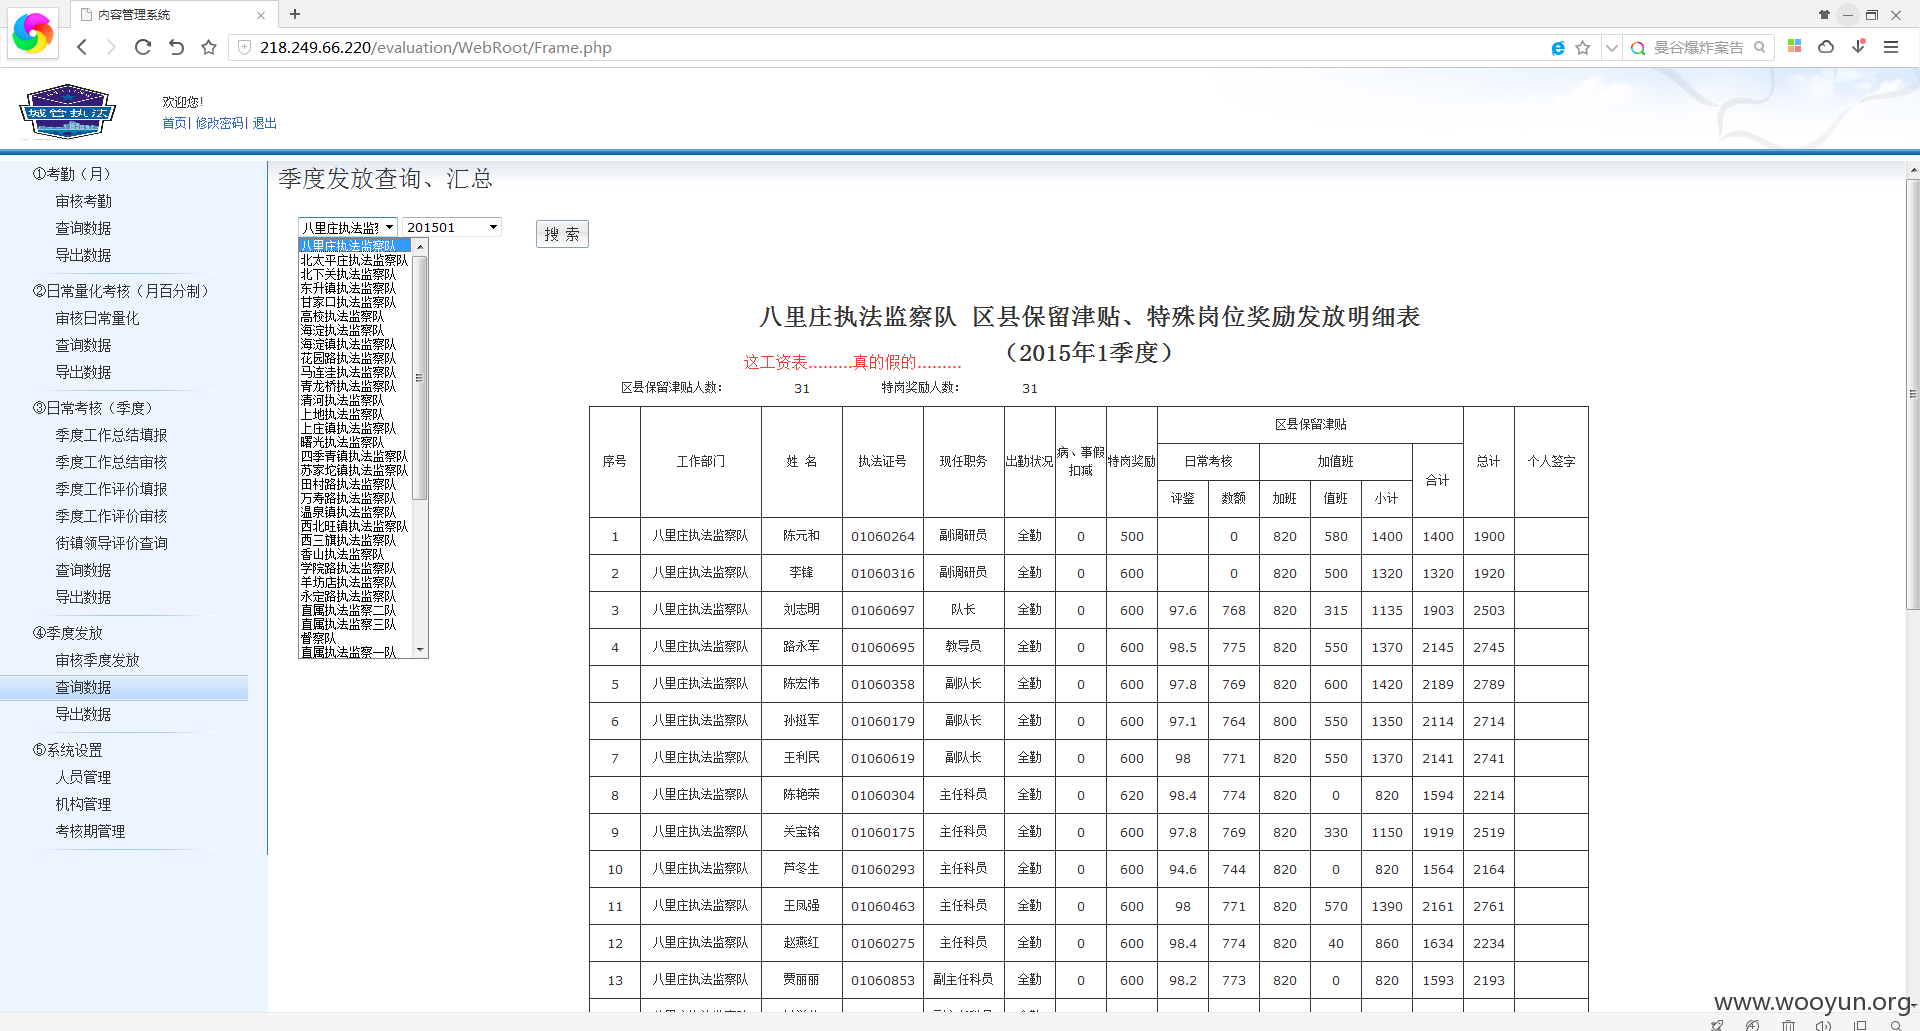 内容管理系统
218.249.66.220/evaluation/WebRoot/Frame.php
曼谷爆炸案告
城管执法
欢迎您!
首页| 修改密码| 退出
①考勤（月）
审核考勤
查询数据
导出数据
②日常量化考核（月百分制）
审核日常量化
查询数据
导出数据
③日常考核（季度）
季度工作总结填报
季度工作总结审核
季度工作评价填报
季度工作评价审核
街镇领导评价查询
查询数据
导出数据
④季度发放
审核季度发放
查询数据
导出数据
⑤系统设置
人员管理
机构管理
考核期管理
季度发放查询、汇总
八里庄执法监察 201501 搜 索
八里庄执法监察队
北太平庄执法监察队
北下关执法监察队
东升镇执法监察队
甘家口执法监察队
高校执法监察队
海淀执法监察队
海淀镇执法监察队
花园路执法监察队
马连洼执法监察队
青龙桥执法监察队
清河执法监察队
上地执法监察队
上庄镇执法监察队
曙光执法监察队
四季青镇执法监察队
苏家坨镇执法监察队
田村路执法监察队
万寿路执法监察队
温泉镇执法监察队
西北旺镇执法监察队
西三旗执法监察队
香山执法监察队
学院路执法监察队
羊坊店执法监察队
永定路执法监察队
直属执法监察二队
直属执法监察三队
督察队
直属执法监察一队
八里庄执法监察队 区县保留津贴、特殊岗位奖励发放明细表
（2015年1季度）
这工资表.........真的假的.........
区县保留津贴人数： 31 特岗奖励人数： 31
序号 工作部门 姓 名 执法证号 现任职务 出勤状况 病、事假扣减 特岗奖励 区县保留津贴 总计 个人签字
日常考核 加值班 合计
评鉴 数额 加班 值班 小计
1 八里庄执法监察队 陈元和 01060264 副调研员 全勤 0 500 0 820 580 1400 1400 1900
2 八里庄执法监察队 李锋 01060316 副调研员 全勤 0 600 0 820 500 1320 1320 1920
3 八里庄执法监察队 刘志明 01060697 队长 全勤 0 600 97.6 768 820 315 1135 1903 2503
4 八里庄执法监察队 路永军 01060695 教导员 全勤 0 600 98.5 775 820 550 1370 2145 2745
5 八里庄执法监察队 陈宏伟 01060358 副队长 全勤 0 600 97.8 769 820 600 1420 2189 2789
6 八里庄执法监察队 孙挺军 01060179 副队长 全勤 0 600 97.1 764 800 550 1350 2114 2714
7 八里庄执法监察队 王利民 01060619 副队长 全勤 0 600 98 771 820 550 1370 2141 2741
8 八里庄执法监察队 陈艳荣 01060304 主任科员 全勤 0 620 98.4 774 820 0 820 1594 2214
9 八里庄执法监察队 关宝铭 01060175 主任科员 全勤 0 600 97.8 769 820 330 1150 1919 2519
10 八里庄执法监察队 芦冬生 01060293 主任科员 全勤 0 600 94.6 744 820 0 820 1564 2164
11 八里庄执法监察队 王凤强 01060463 主任科员 全勤 0 600 98 771 820 570 1390 2161 2761
12 八里庄执法监察队 赵燕红 01060275 主任科员 全勤 0 600 98.4 774 820 40 860 1634 2234
13 八里庄执法监察队 贾丽丽 01060853 副主任科员 全勤 0 600 98.2 773 820 0 820 1593 2193
www.wooyun.org